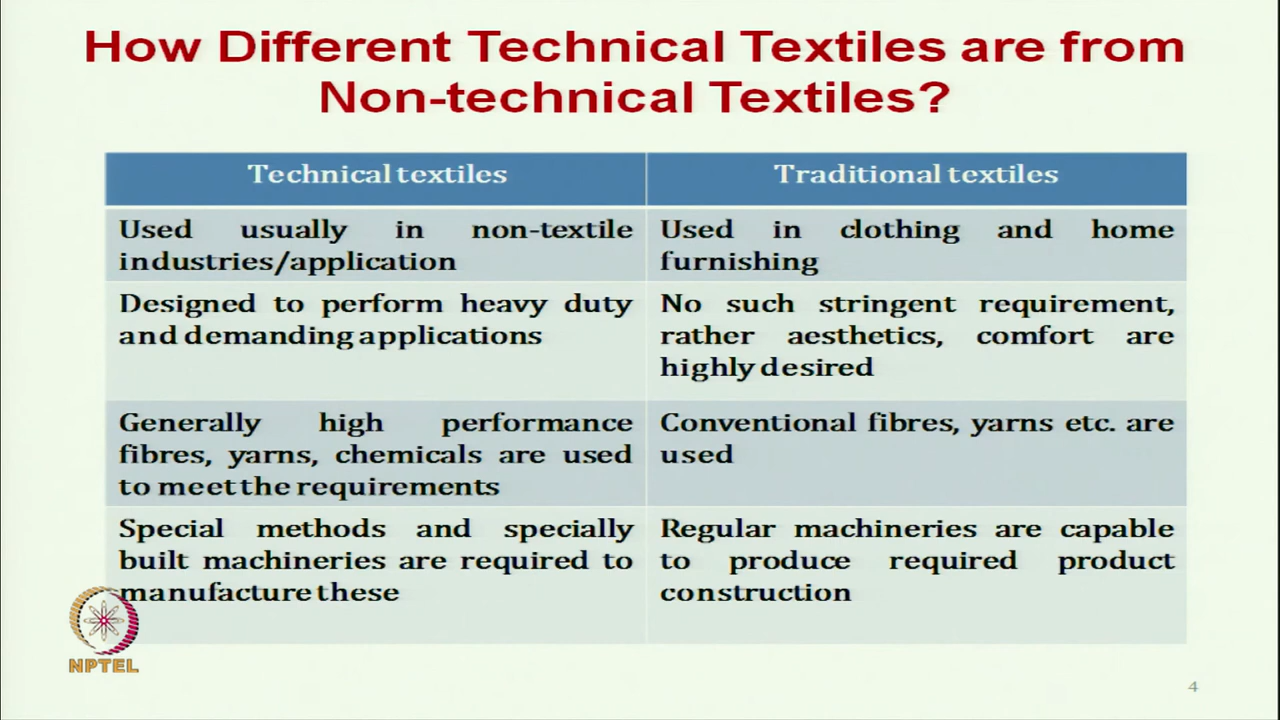 How Different Technical Textiles are from
Non-technical Textiles?
Technical textiles
Traditional textiles
Used usually in non-textile
industries/application
Used in clothing and home
furnishing
Designed to perform heavy duty
and demanding applications
No such stringent requirement,
rather aesthetics, comfort are
highly desired
Generally high performance
fibres, yarns, chemicals are used
to meet the requirements
Conventional fibres, yarns etc. are
used
Special methods and specially
built machineries are required to
manufacture these
Regular machineries are capable
to produce required product
construction
NPTEL
4